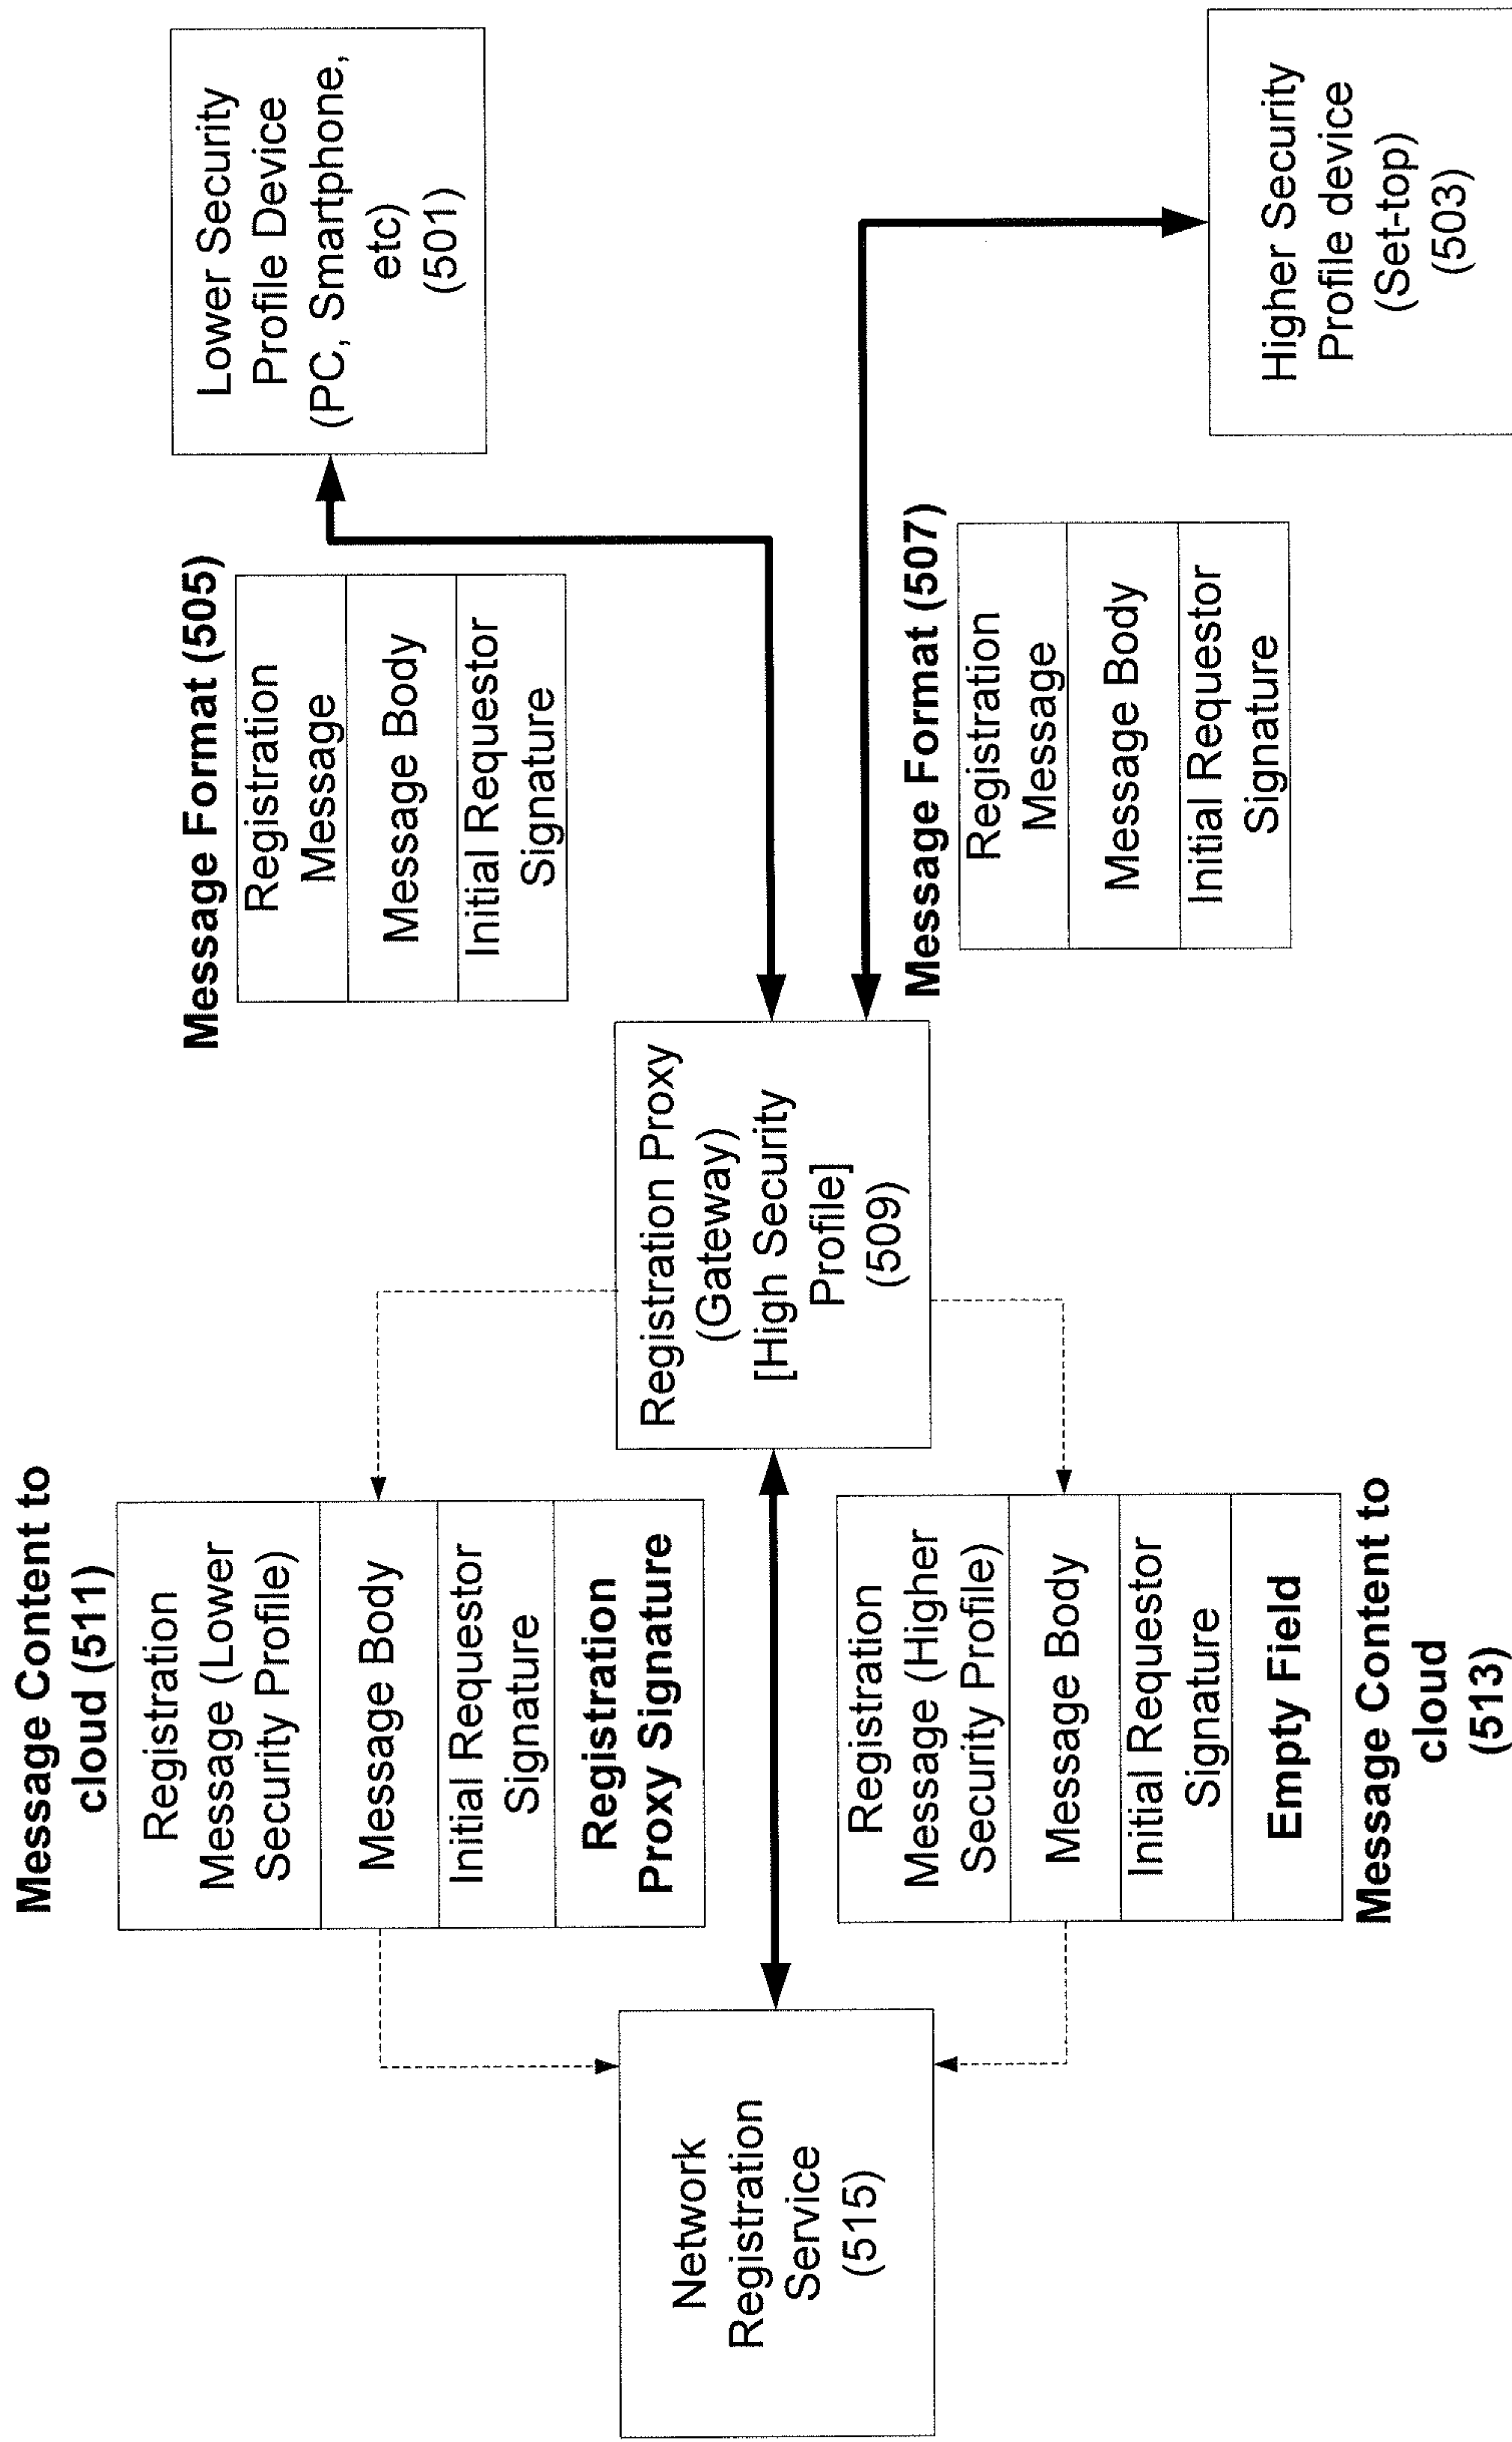 Message Content to
cloud (511)
Registration
Message (Lower
Security Profile)
Message Body
Initial Requestor
Signature
Registration
Proxy Signature
Network
Registration
Service
(515)
Registration
Message (Higher
Security Profile)
Message Body
Initial Requestor
Signature
Empty Field
Message Content to
cloud
(513)
Registration Proxy
(Gateway)
[High Security
Profile]
(509)
Message Format (505)
Registration
Message
Message Body
Initial Requestor
Signature
Message Format (507)
Registration
Message
Message Body
Initial Requestor
Signature
Lower Security
Profile Device
(PC, Smartphone,
etc)
(501)
Higher Security
Profile device
(Set-top)
(503)